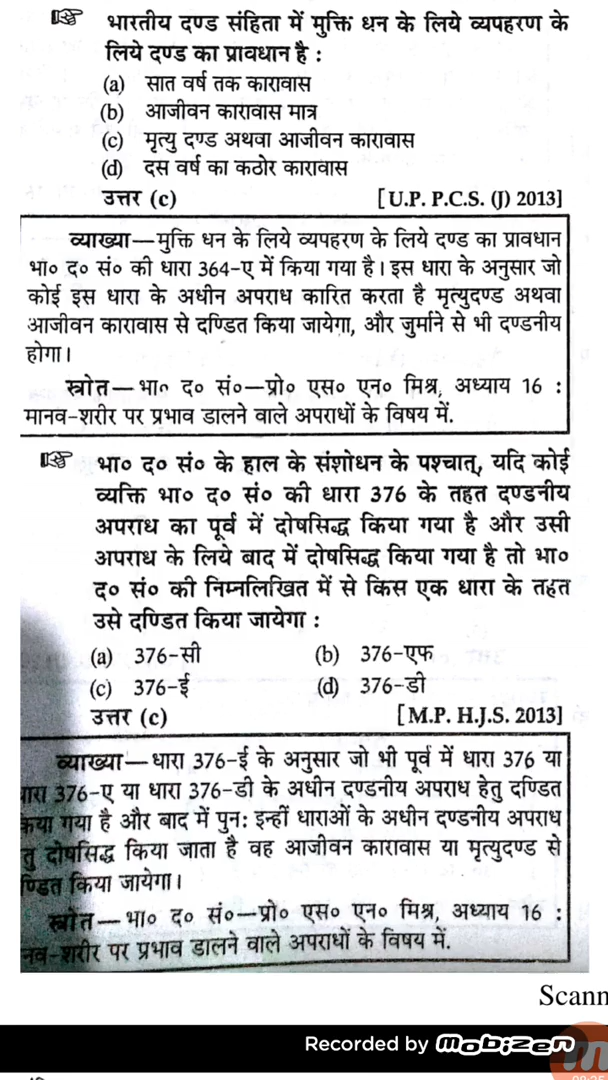 भारतीय दण्ड संहिता में मुक्ति धन के लिये व्यपहरण के
लिये दण्ड का प्रावधान है :
(a) सात वर्ष तक कारावास
(b) आजीवन कारावास मात्र
(c) मृत्यु दण्ड अथवा आजीवन कारावास
(d) दस वर्ष का कठोर कारावास
उत्तर (c) [U.P. P.C.S. (J) 2013]
व्याख्या—मुक्ति धन के लिये व्यपहरण के लिये दण्ड का प्रावधान
भा० द० सं० की धारा 364-ए में किया गया है। इस धारा के अनुसार जो
कोई इस धारा के अधीन अपराध कारित करता है मृत्युदण्ड अथवा
आजीवन कारावास से दण्डित किया जायेगा, और जुर्माने से भी दण्डनीय
होगा।
स्त्रोत—भा० द० सं०—प्रो० एस० एन० मिश्र, अध्याय 16 :
मानव-शरीर पर प्रभाव डालने वाले अपराधों के विषय में.
भा० द० सं० के हाल के संशोधन के पश्चात्, यदि कोई
व्यक्ति भा० द० सं० की धारा 376 के तहत दण्डनीय
अपराध का पूर्व में दोषसिद्ध किया गया है और उसी
अपराध के लिये बाद में दोषसिद्ध किया गया है तो भा०
द० सं० की निम्नलिखित में से किस एक धारा के तहत
उसे दण्डित किया जायेगा :
(a) 376-सी (b) 376-एफ
(c) 376-ई (d) 376-डी
उत्तर (c) [M.P. H.J.S. 2013]
व्याख्या—धारा 376-ई के अनुसार जो भी पूर्व में धारा 376 या
376-ए या धारा 376-डी के अधीन दण्डनीय अपराध हेतु दण्डित
गया है और बाद में पुनः इन्हीं धाराओं के अधीन दण्डनीय अपराध
दोषसिद्ध किया जाता है वह आजीवन कारावास या मृत्युदण्ड से
किया जायेगा।
स्त्रोत—भा० द० सं०—प्रो० एस० एन० मिश्र, अध्याय 16 :
शरीर पर प्रभाव डालने वाले अपराधों के विषय में.
Scann
Recorded by mobizen